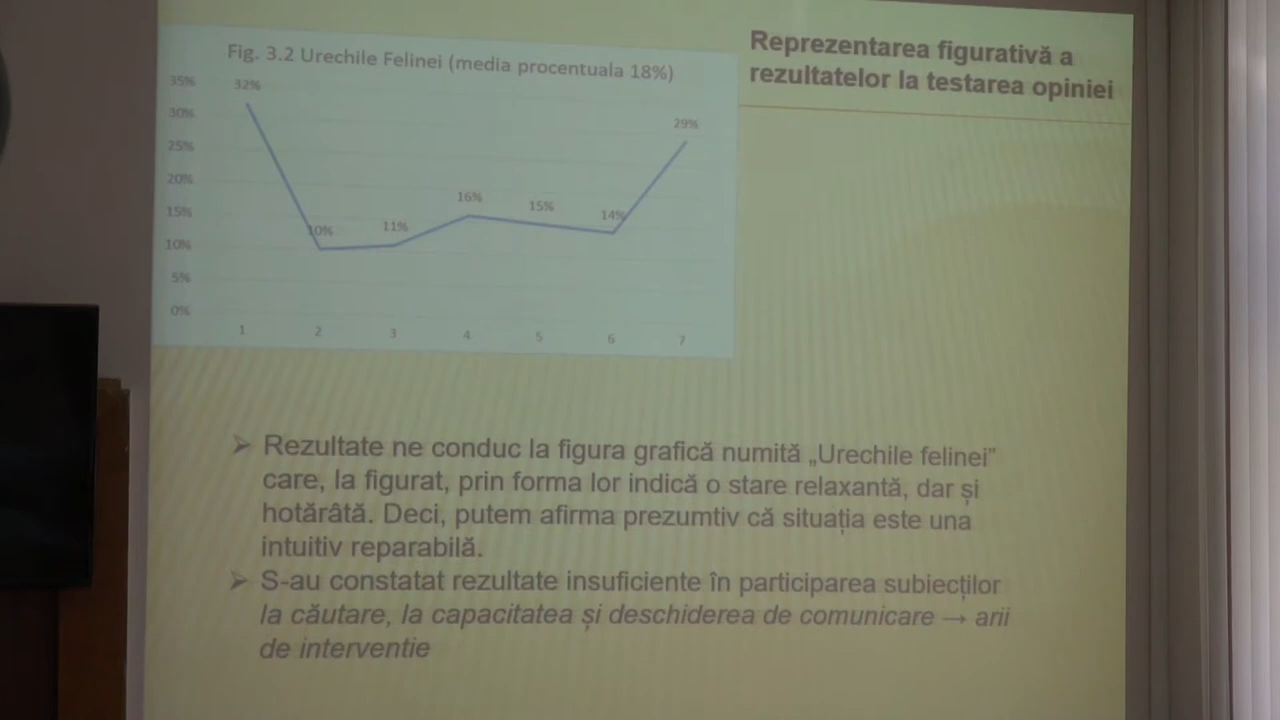 Fig. 3.2 Urechile Felinei (media procentuala 18%)
35%
30%
25%
20%
15%
10%
5%
0%
32%
10%
11%
16%
15%
14%
29%
1 2 3 4 5 6 7
Reprezentarea figurativă a
rezultatelor la testarea opiniei
➢ Rezultate ne conduc la figura grafică numită „Urechile felinei”
care, la figurat, prin forma lor indică o stare relaxantă, dar și
hotărâtă. Deci, putem afirma prezumtiv că situația este una
intuitiv reparabilă.
➢ S-au constatat rezultate insuficiente în participarea subiecților
la căutare, la capacitatea și deschiderea de comunicare → arii
de interventie